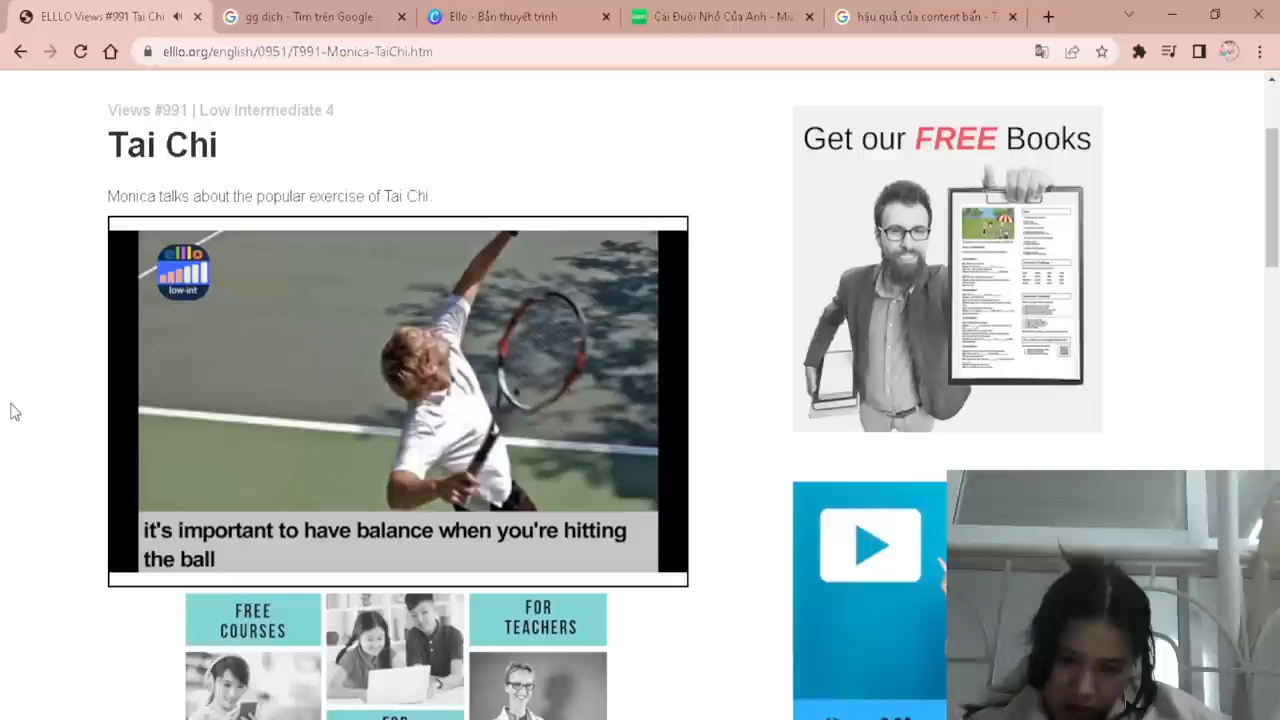 ELLLO Views #991 Tai Chi
gg dịch. - Tìm trên Google
Ello - Bản thuyết trình
Cái Đuôi Nhỏ Của Anh - Mù
hậu quả của content bẩn - T
elllo.org/english/0951/T991-Monica-TaiChi.htm
Views #991 | Low Intermediate 4
Tai Chi
Monica talks about the popular exercise of Tai Chi.
Get our FREE Books
elllo
low-int
it's important to have balance when you're hitting
the ball
FREE
COURSES
FOR
TEACHERS
FOR